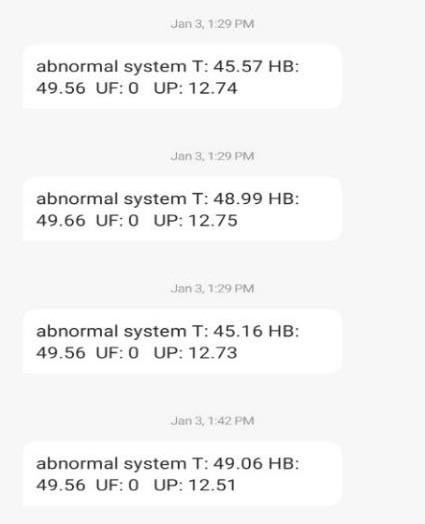 Jan 3, 1:29 PM
abnormal system T: 45.57 HB:
49.56 UF: 0 UP: 12.74
Jan 3, 1:29 PM
abnormal system T: 48.99 HB:
49.66 UF: 0 UP: 12.75
Jan 3, 1:29 PM
abnormal system T: 45.16 HB:
49.56 UF: 0 UP: 12.73
Jan 3, 1:42 PM
abnormal system T: 49.06 HB:
49.56 UF: 0 UP: 12.51